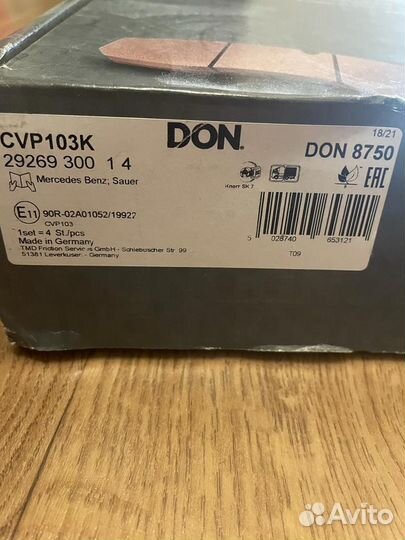 18/21
CVP103K
DON.
DON 8750
29269 300 1 4
Mercedes Benz; Sauer
EAC
Knorr SK 7
E11 90R-02A01052/19927
CVP103
1set = 4 St./pcs
Made in Germany
TMD Friction Services GmbH - Schlebuscher Str. 99
51381 Leverkusen - Germany
5 028740 653121
T09
Avito